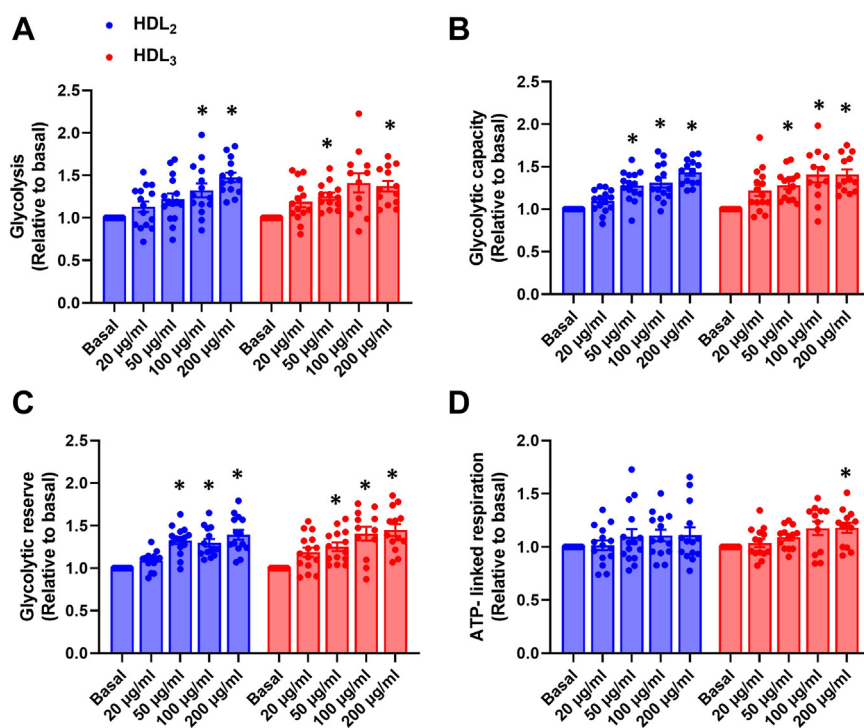 A
HDL₂
HDL₃
Glycolysis
(Relative to basal)
2.5
2.0
1.5
1.0
0.5
0.0
*
*
*
*
Basal
20 µg/ml
50 µg/ml
100 µg/ml
200 µg/ml
Basal
20 µg/ml
50 µg/ml
100 µg/ml
200 µg/ml
B
Glycolytic capacity
(Relative to basal)
2.5
2.0
1.5
1.0
0.5
0.0
*
*
*
*
*
*
Basal
20 µg/ml
50 µg/ml
100 µg/ml
200 µg/ml
Basal
20 µg/ml
50 µg/ml
100 µg/ml
200 µg/ml
C
Glycolytic reserve
(Relative to basal)
2.5
2.0
1.5
1.0
0.5
0.0
*
*
*
*
*
*
Basal
20 µg/ml
50 µg/ml
100 µg/ml
200 µg/ml
Basal
20 µg/ml
50 µg/ml
100 µg/ml
200 µg/ml
D
ATP- linked respiration
(Relative to basal)
2.0
1.5
1.0
0.5
0.0
*
Basal
20 µg/ml
50 µg/ml
100 µg/ml
200 µg/ml
Basal
20 µg/ml
50 µg/ml
100 µg/ml
200 µg/ml